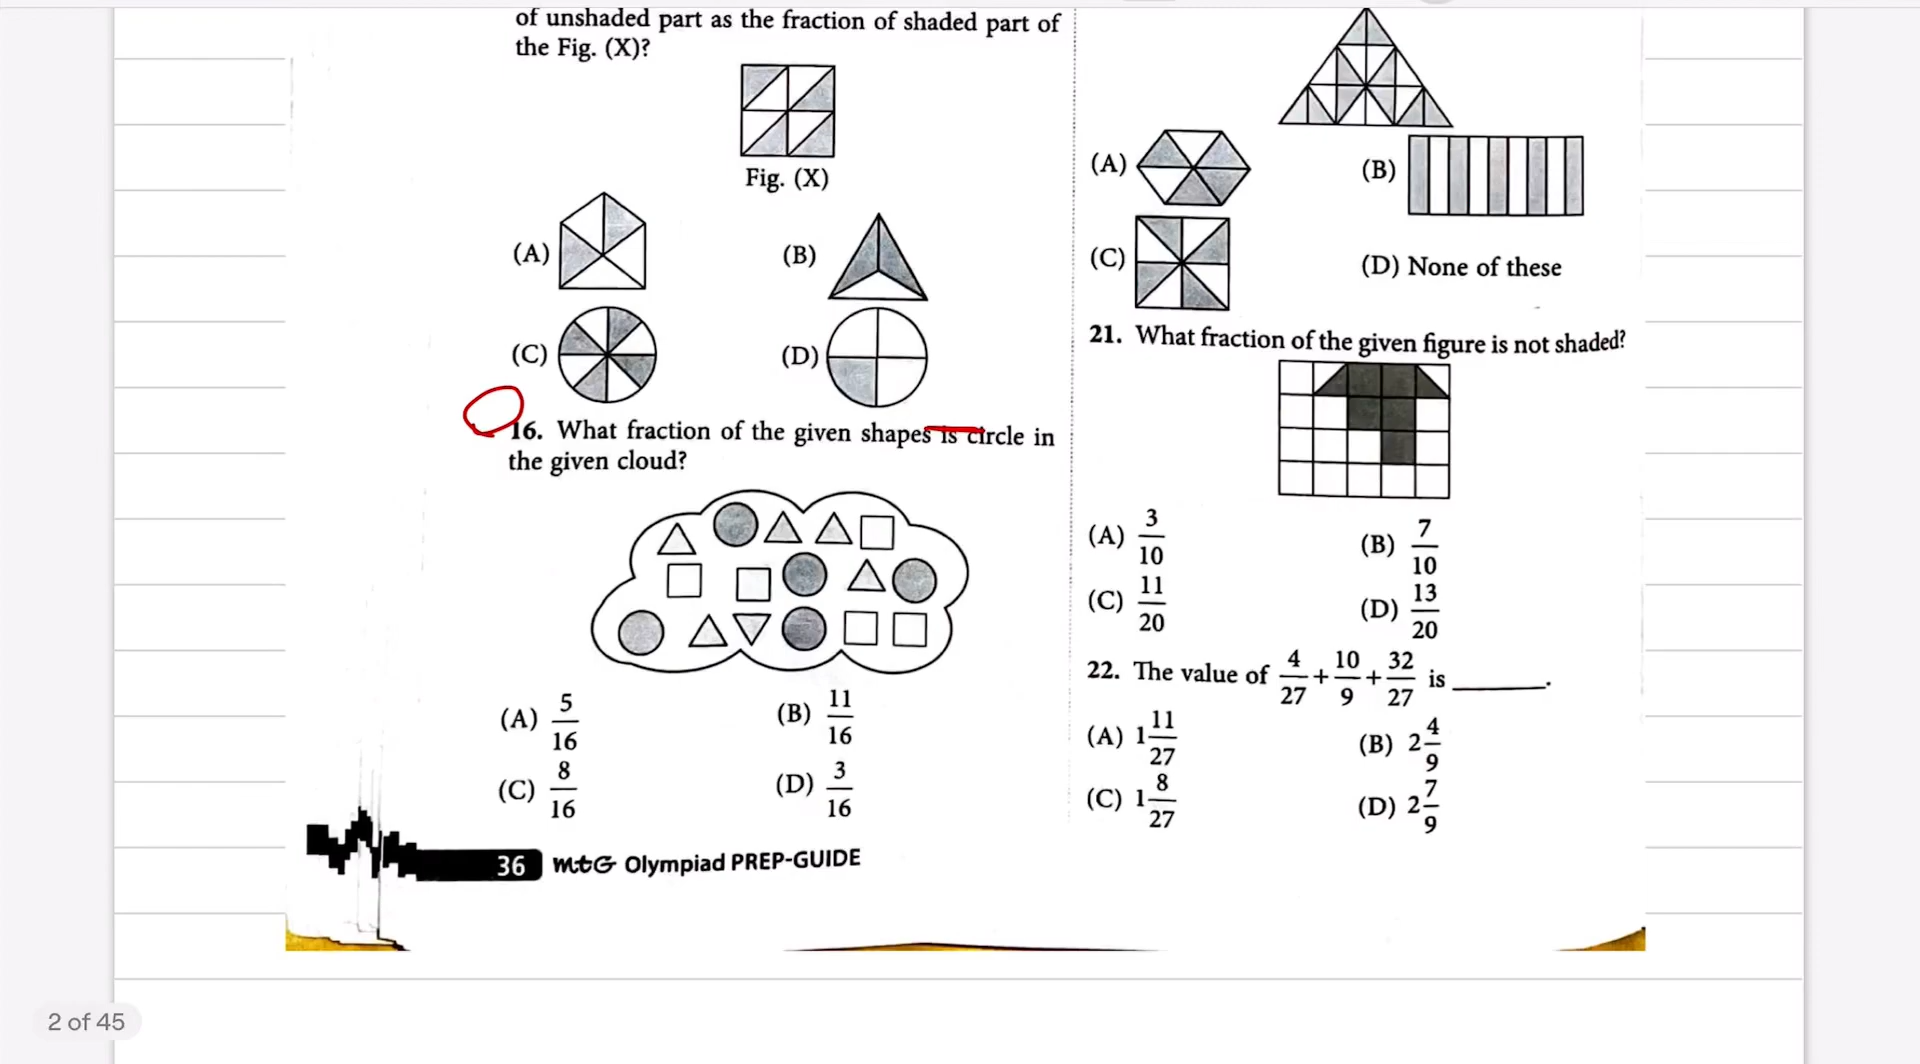 of unshaded part as the fraction of shaded part of
the Fig. (X)?
Fig. (X)
(A)
(B)
(C)
(D)
16. What fraction of the given shapes is circle in
the given cloud?
(A) 5/16
(B) 11/16
(C) 8/16
(D) 3/16
36 mtG Olympiad PREP-GUIDE
(A)
(B)
(C)
(D) None of these
21. What fraction of the given figure is not shaded?
(A) 3/10
(B) 7/10
(C) 11/20
(D) 13/20
22. The value of 4/27 + 10/9 + 32/27 is ______.
(A) 1 11/27
(B) 2 4/9
(C) 1 8/27
(D) 2 7/9
2 of 45